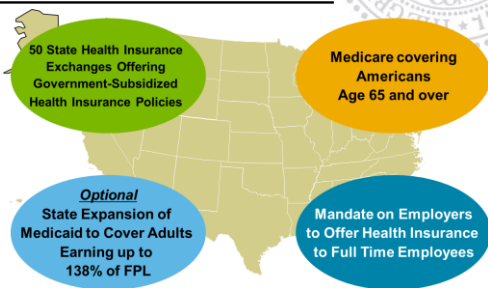 50 State Health Insurance
Exchanges Offering
Government-Subsidized
Health Insurance Policies
Medicare covering
Americans
Age 65 and over
Optional
State Expansion of
Medicaid to Cover Adults
Earning up to
138% of FPL
Mandate on Employers
to Offer Health Insurance
to Full Time Employees